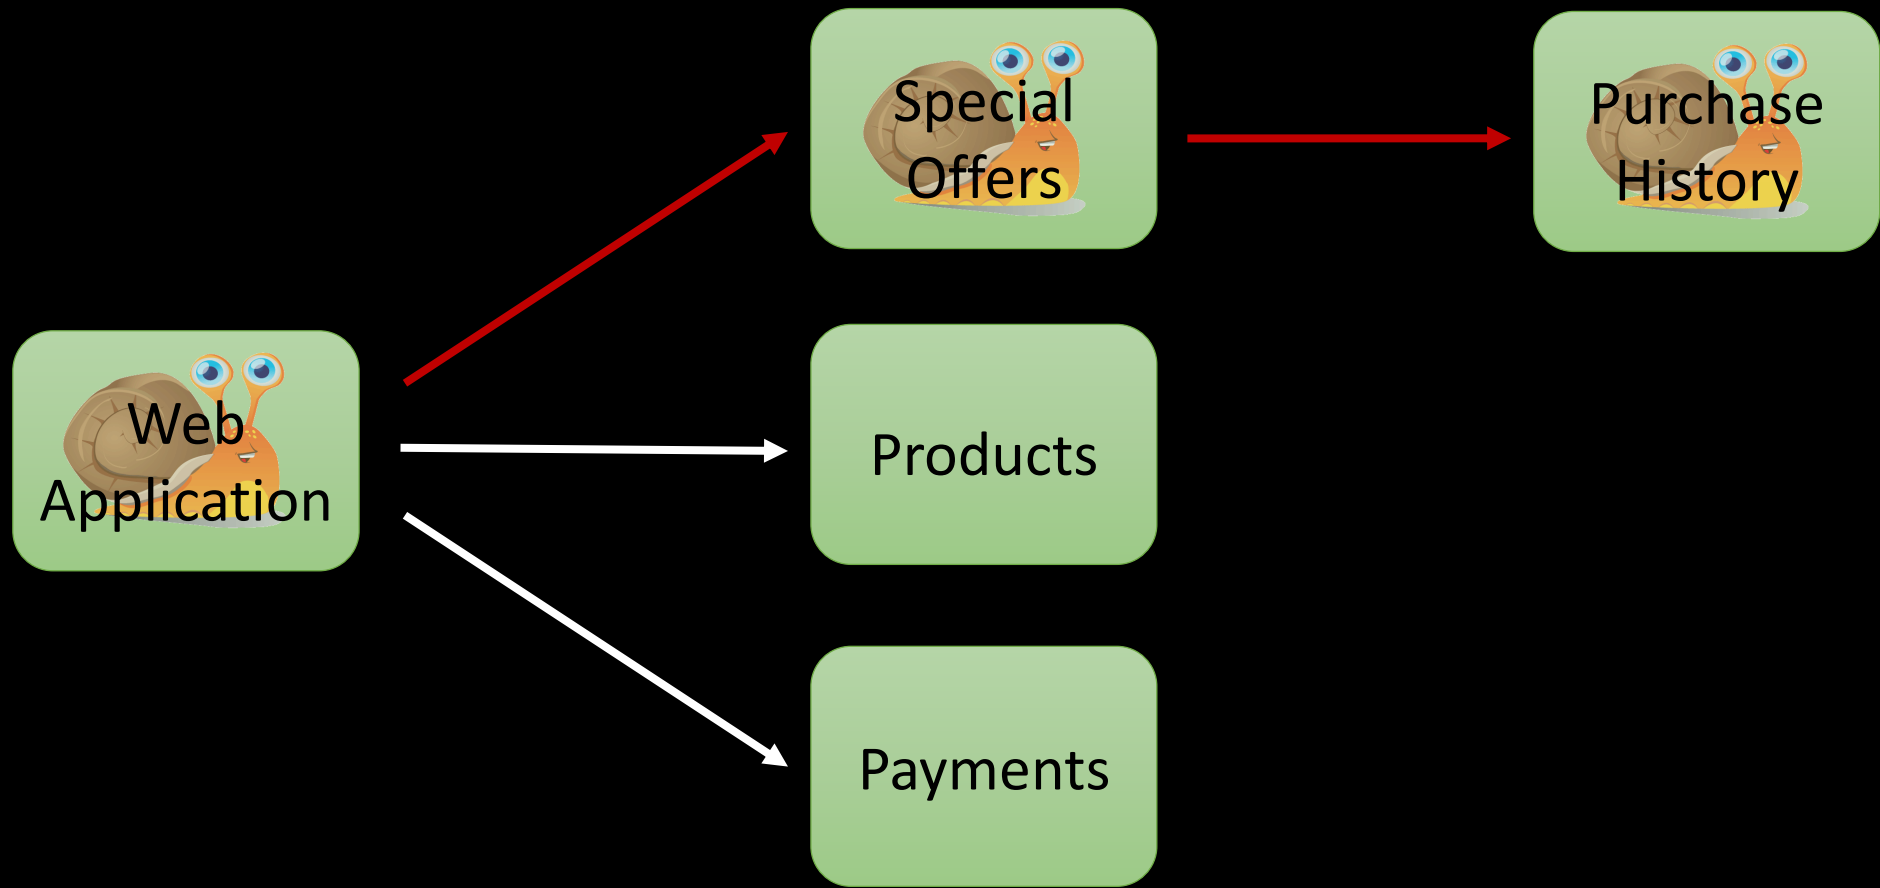 Special
Offers
Purchase
History
Web
Application
Products
Payments